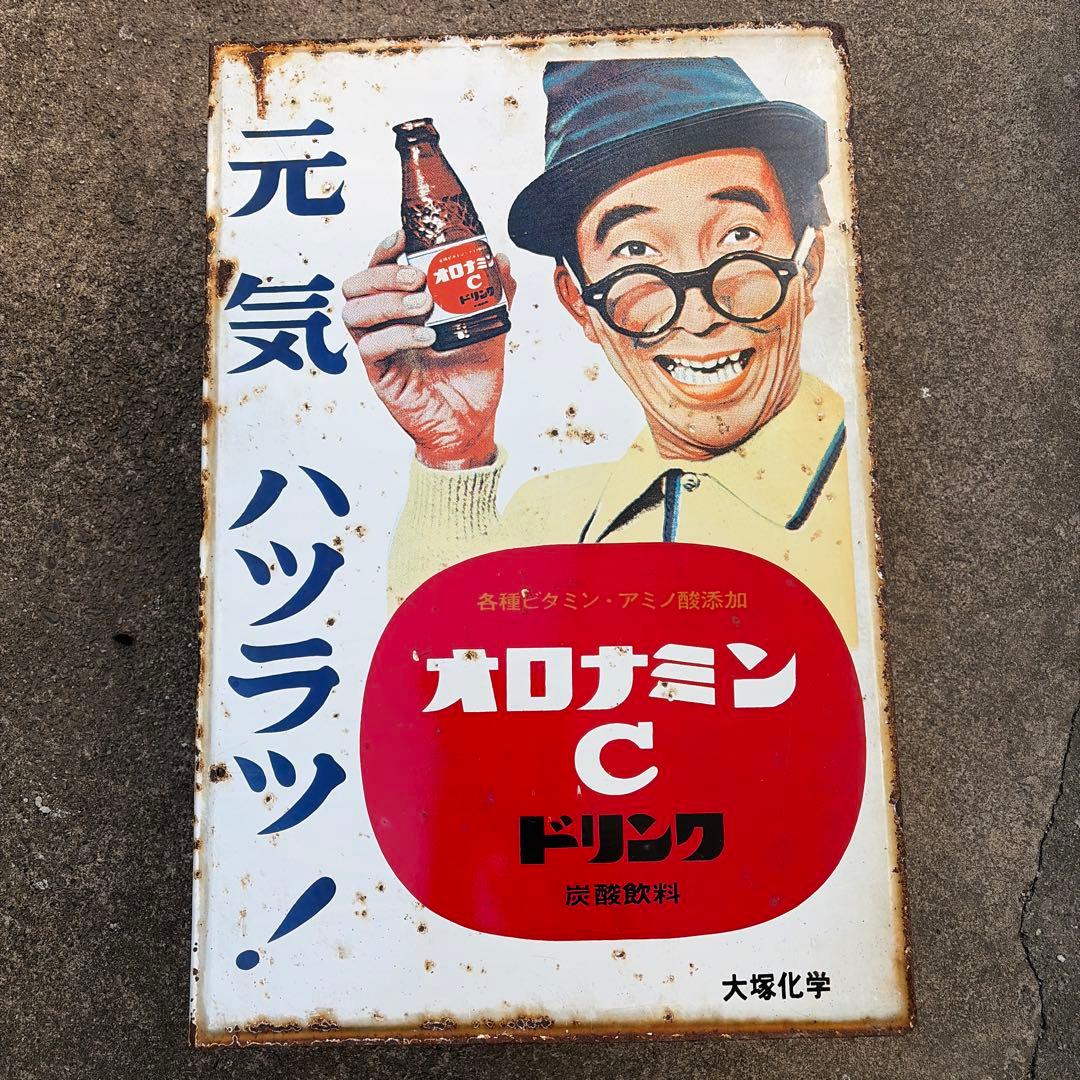 元気ハツラツ!
オロナミン
C
ドリンク
各種ビタミン・アミノ酸添加
オロナミン
C
ドリンク
炭酸飲料
大塚化学